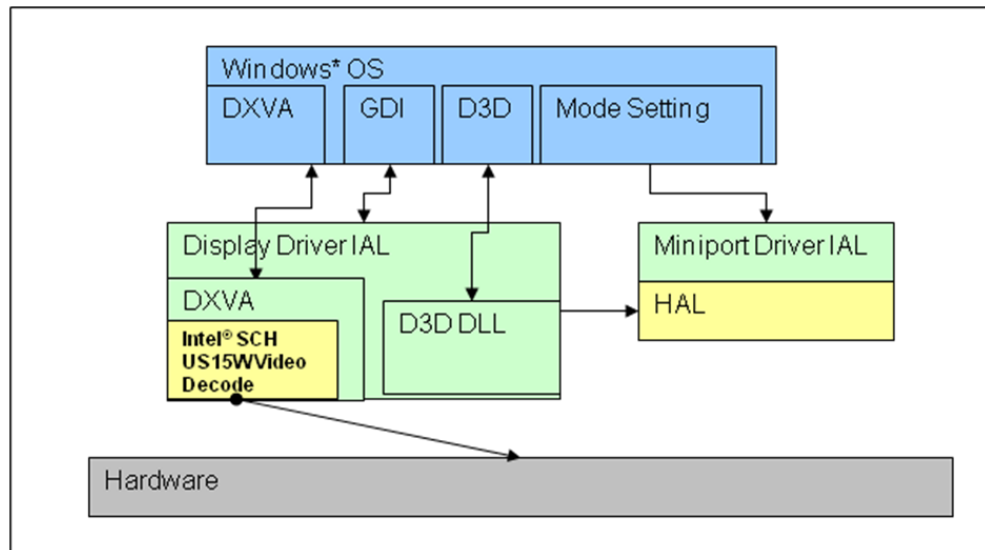 Windows* OS
DXVA
GDI
D3D
Mode Setting
Display Driver IAL
Miniport Driver IAL
DXVA
HAL
D3D DLL
Intel® SCH
US15WVideo
Decode
Hardware